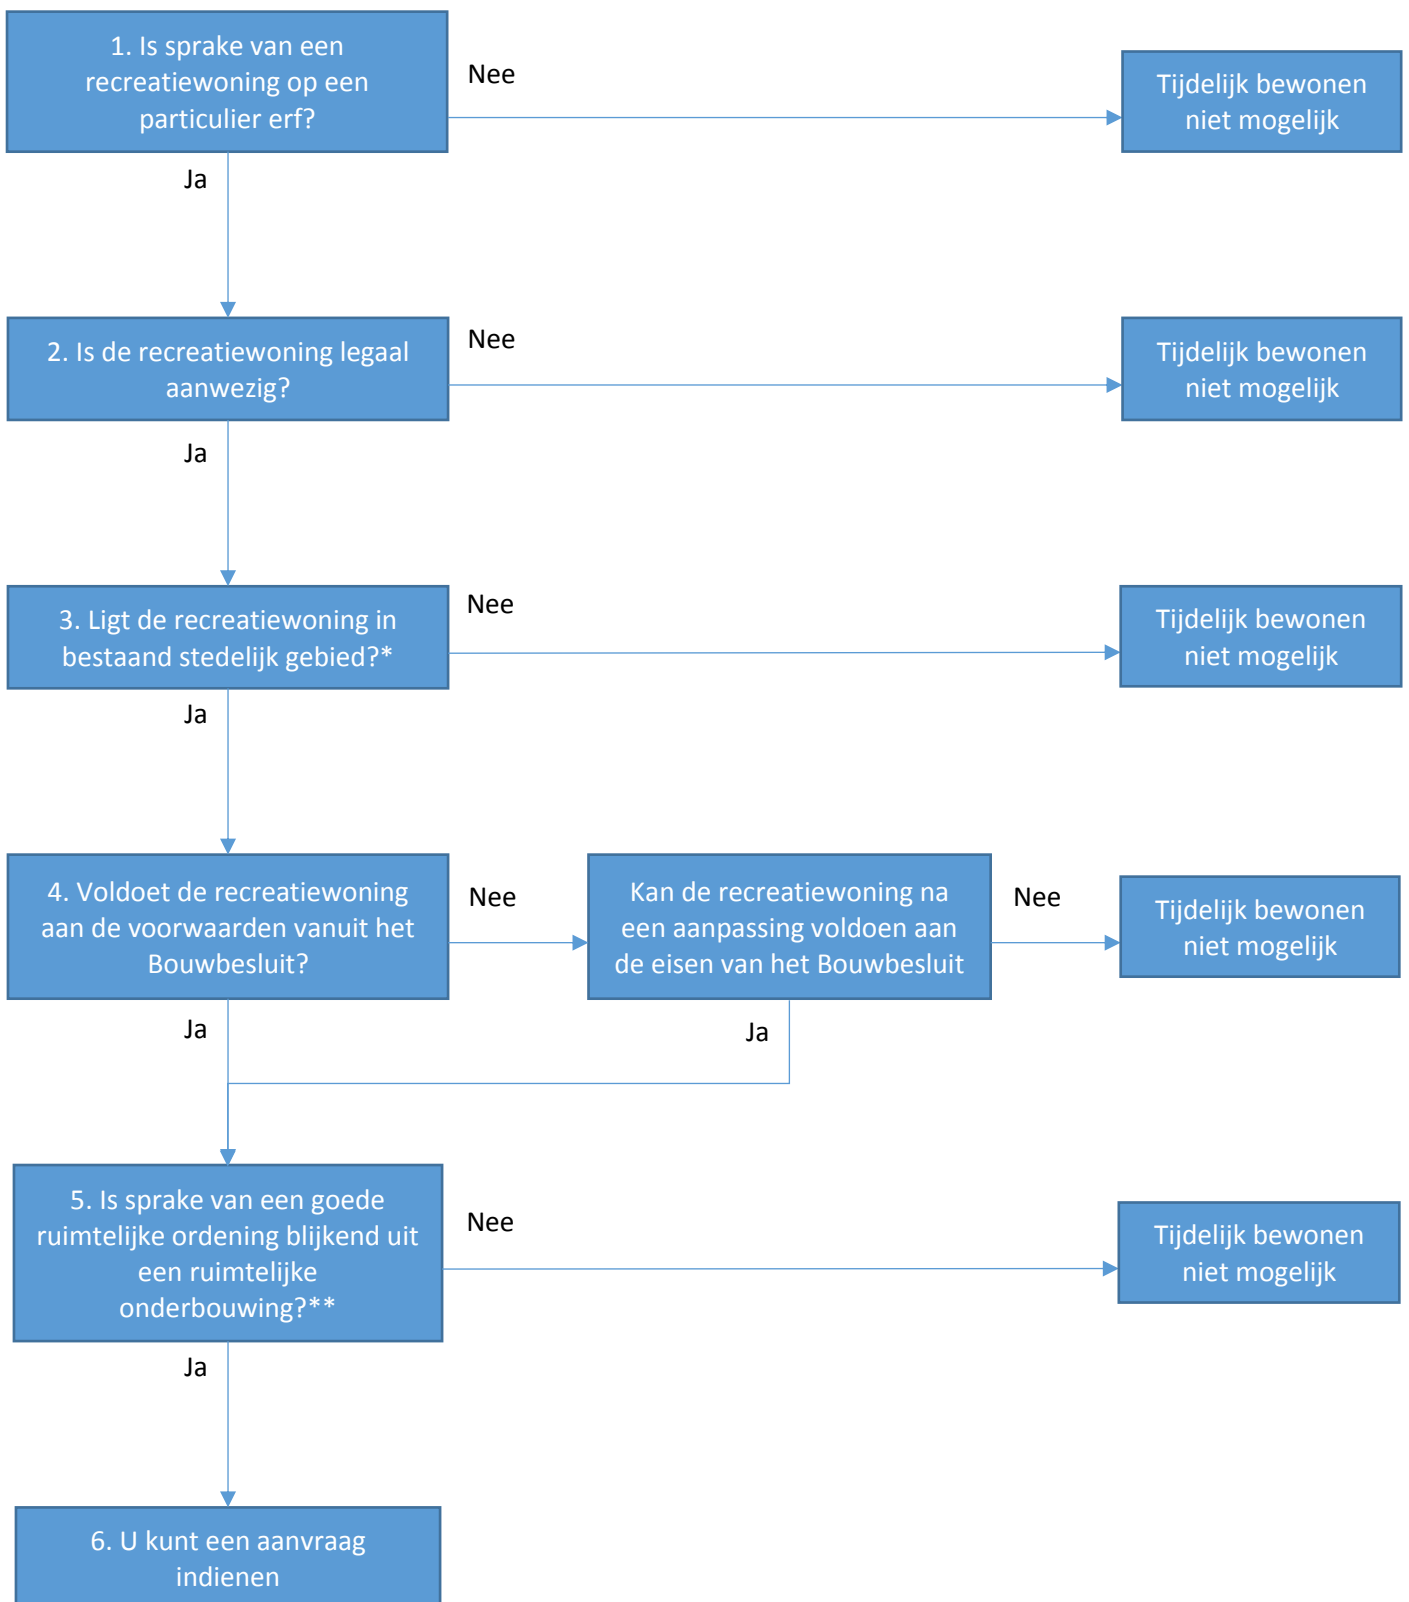 1. Is sprake van een
recreatiewoning op een
particulier erf?
Nee
Tijdelijk bewonen
niet mogelijk
Ja
2. Is de recreatiewoning legaal
aanwezig?
Nee
Tijdelijk bewonen
niet mogelijk
Ja
3. Ligt de recreatiewoning in
bestaand stedelijk gebied?*
Nee
Tijdelijk bewonen
niet mogelijk
Ja
4. Voldoet de recreatiewoning
aan de voorwaarden vanuit het
Bouwbesluit?
Nee
Kan de recreatiewoning na
een aanpassing voldoen aan
de eisen van het Bouwbesluit
Nee
Tijdelijk bewonen
niet mogelijk
Ja
Ja
5. Is sprake van een goede
ruimtelijke ordening blijkend uit
een ruimtelijke
onderbouwing?**
Nee
Tijdelijk bewonen
niet mogelijk
Ja
6. U kunt een aanvraag
indienen